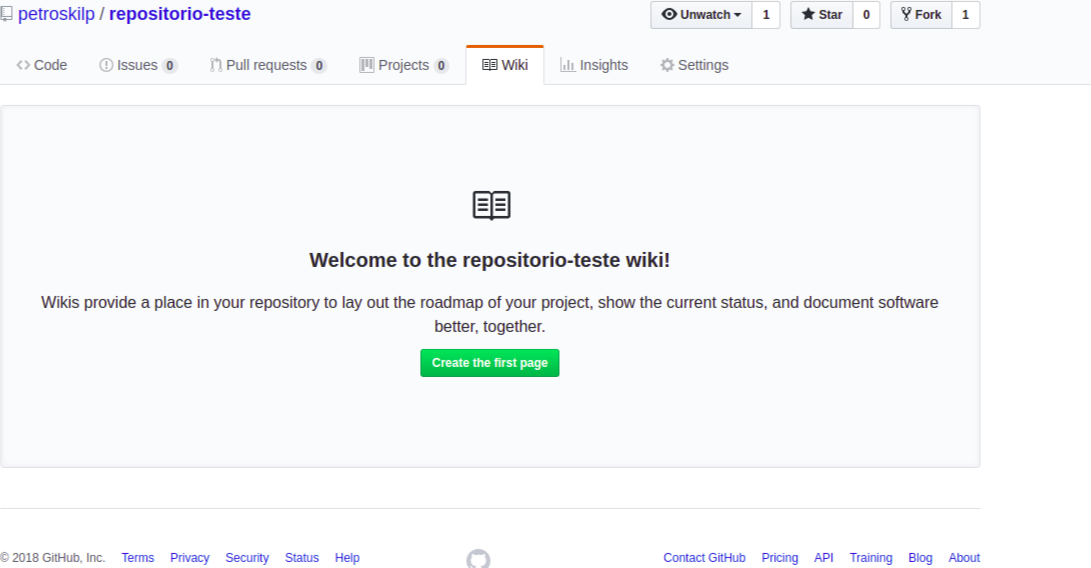 petroskilp / repositorio-teste Unwatch 1 Star 0 Fork 1
Code Issues 0 Pull requests 0 Projects 0 Wiki Insights Settings
Welcome to the repositorio-teste wiki!
Wikis provide a place in your repository to lay out the roadmap of your project, show the current status, and document software
better, together.
Create the first page
© 2018 GitHub, Inc. Terms Privacy Security Status Help Contact GitHub Pricing API Training Blog About